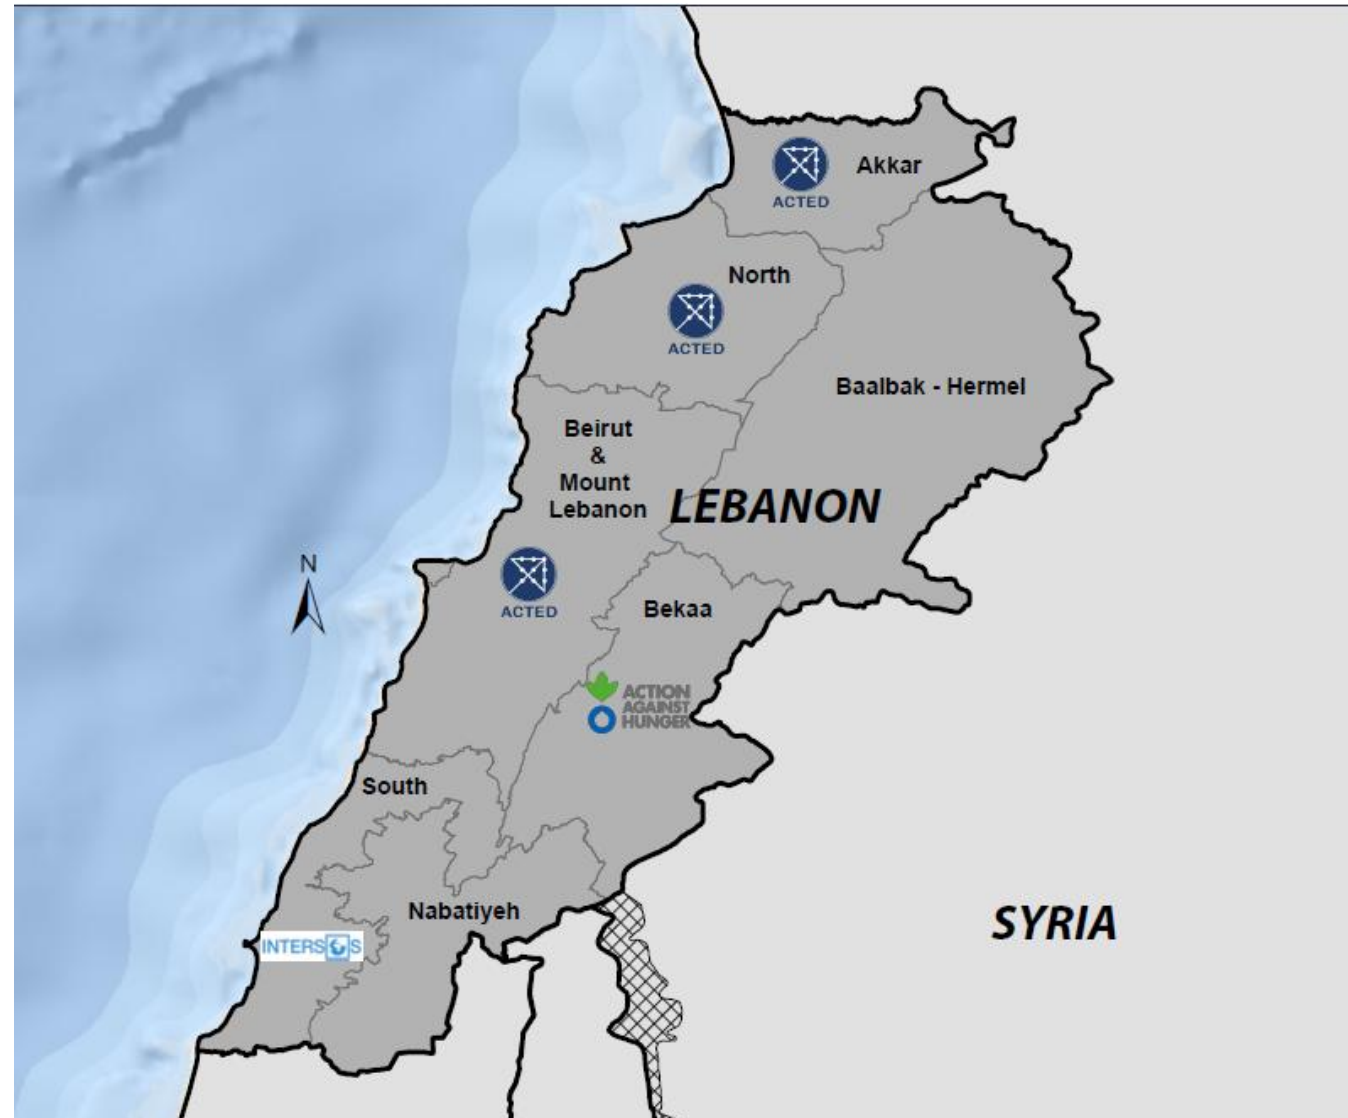 Akkar
ACTED
North
ACTED
Baalbak - Hermel
Beirut
&
Mount
Lebanon
LEBANON
N
ACTED
Bekaa
ACTION
AGAINST
HUNGER
South
Nabatiyeh
SYRIA
INTERSOS